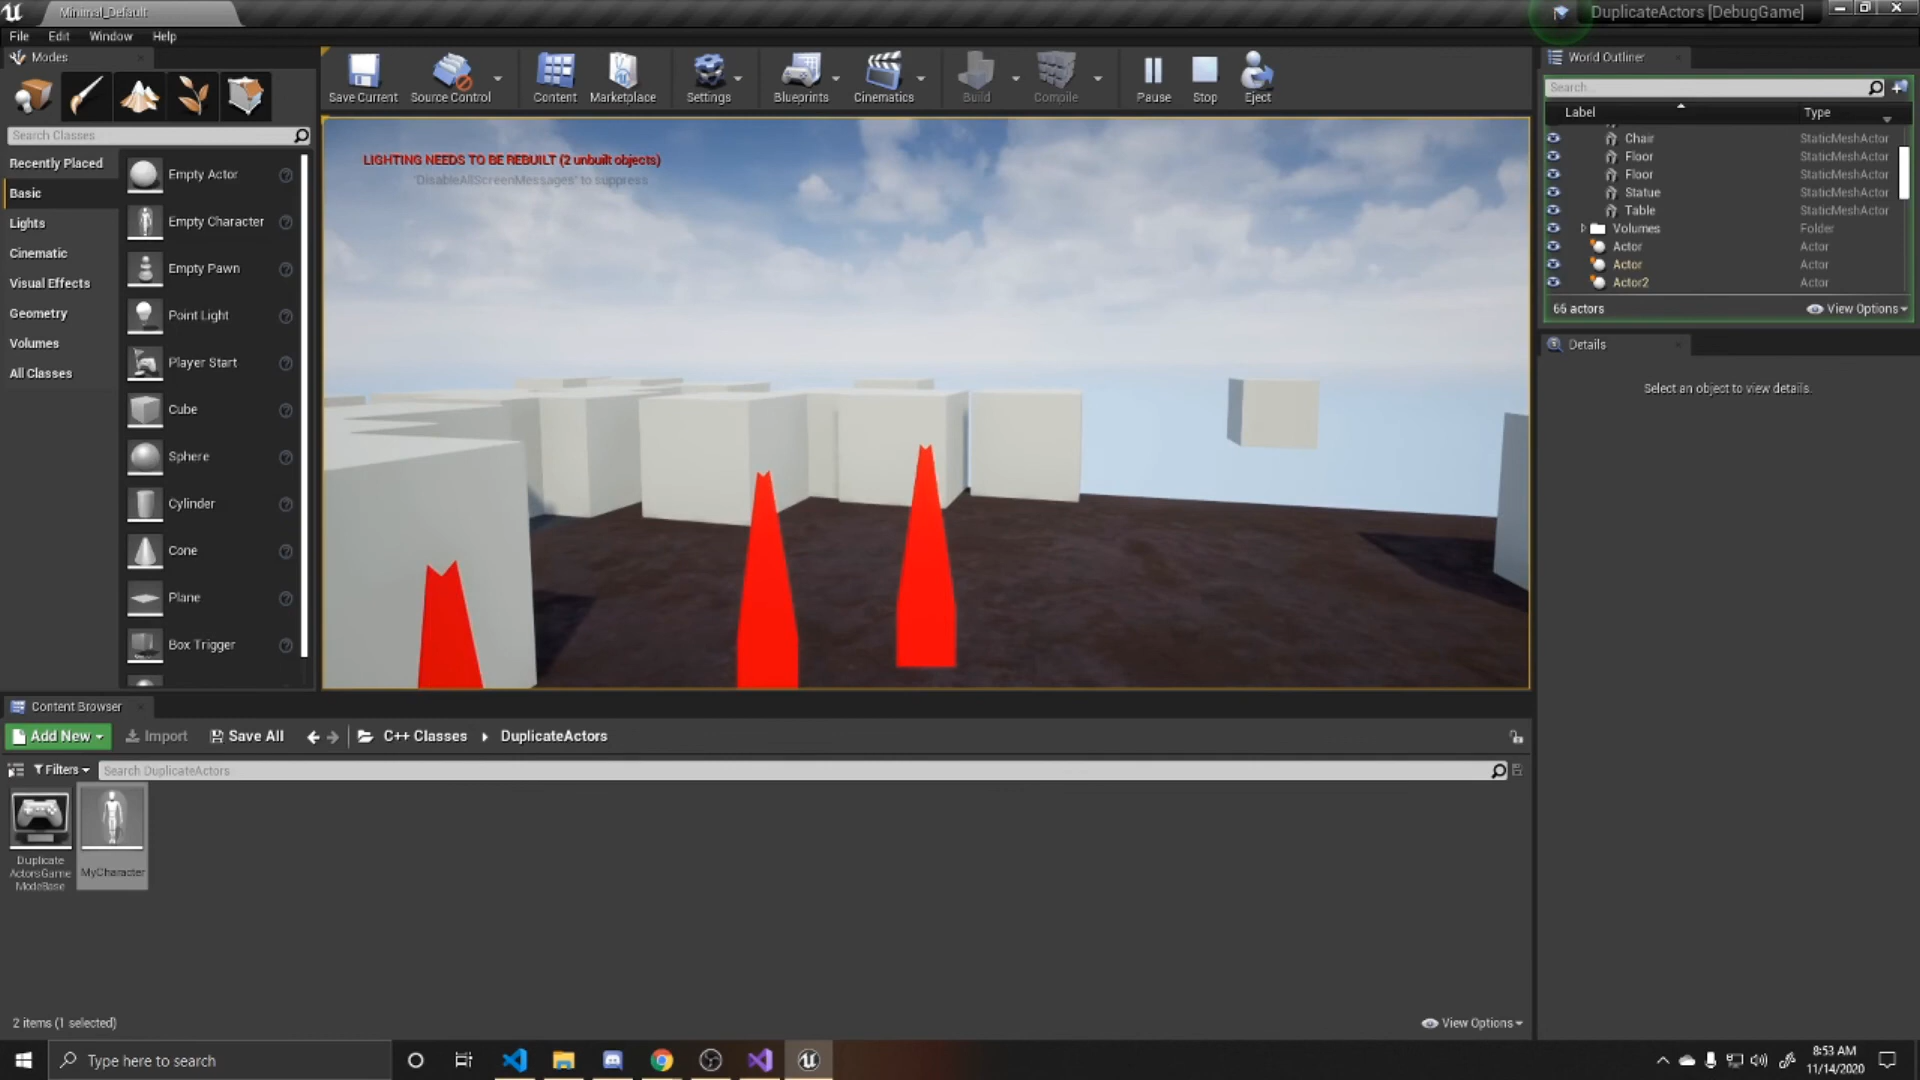 Minimal_Default
DuplicateActors [DebugGame]
File Edit Window Help
Modes
Search Classes
Recently Placed
Basic
Lights
Cinematic
Visual Effects
Geometry
Volumes
All Classes
Empty Actor
Empty Character
Empty Pawn
Point Light
Player Start
Cube
Sphere
Cylinder
Cone
Plane
Box Trigger
Save Current
Source Control
Content
Marketplace
Settings
Blueprints
Cinematics
Build
Compile
Pause
Stop
Eject
LIGHTING NEEDS TO BE REBUILT (2 unbuilt objects)
'DisableAllScreenMessages' to suppress
World Outliner
Search...
Label Type
Chair StaticMeshActor
Floor StaticMeshActor
Floor StaticMeshActor
Statue StaticMeshActor
Table StaticMeshActor
Volumes Folder
Actor Actor
Actor Actor
Actor2 Actor
View Options
Details
Select an object to view details.
Content Browser
Add New Import Save All C++ Classes DuplicateActors
Filters Search DuplicateActors
Duplicate
ActorsGame
ModeBase
MyCharacter
2 items (1 selected)
View Options
Type here to search
8:53 AM
11/14/2020